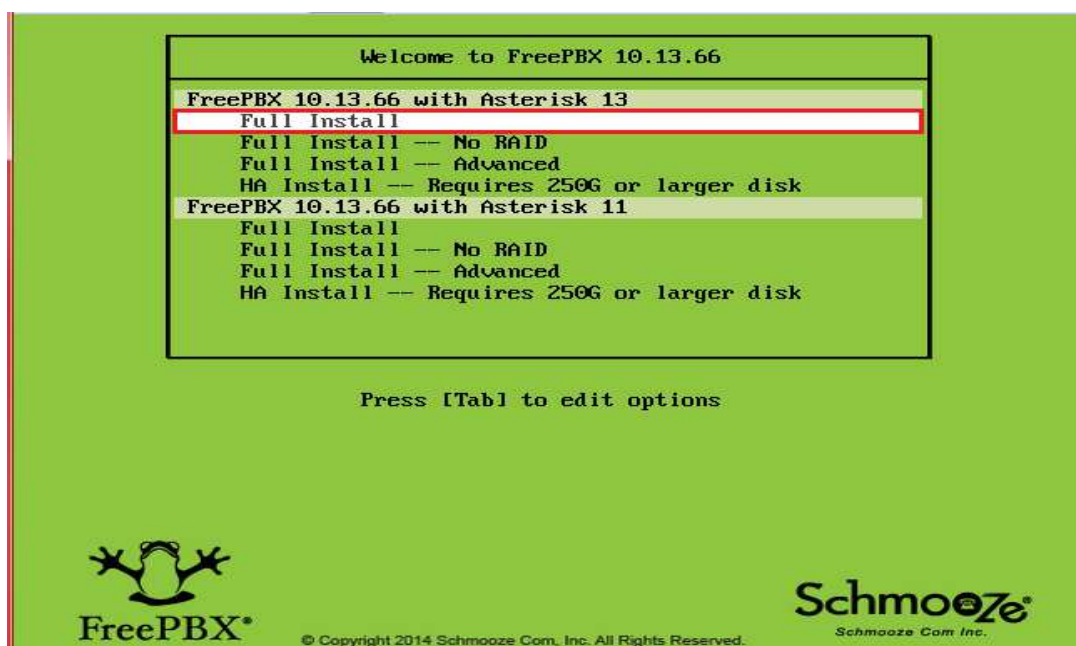 Welcome to FreePBX 10.13.66
FreePBX 10.13.66 with Asterisk 13
Full Install
Full Install -- No RAID
Full Install -- Advanced
HA Install -- Requires 250G or larger disk
FreePBX 10.13.66 with Asterisk 11
Full Install
Full Install -- No RAID
Full Install -- Advanced
HA Install -- Requires 250G or larger disk
Press [Tab] to edit options
FreePBX®
© Copyright 2014 Schmooze Com, Inc. All Rights Reserved.
Schmooze®
Schmooze Com Inc.